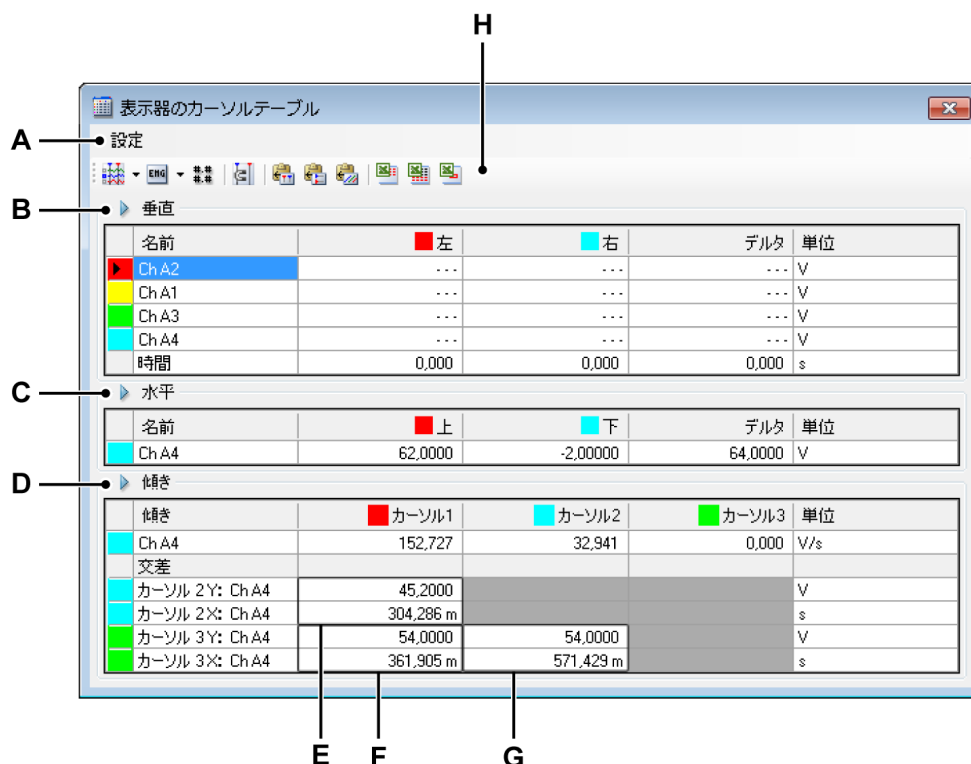 H
表示器のカーソルテーブル
A
設定
EMG
#.#
#.#
B
垂直
名前 左 右 デルタ 単位
Ch A2 --- --- --- V
Ch A1 --- --- --- V
Ch A3 --- --- --- V
Ch A4 --- --- --- V
時間 0,000 0,000 0,000 s
C
水平
名前 上 下 デルタ 単位
Ch A4 62,0000 -2,00000 64,0000 V
D
傾き
傾き カーソル1 カーソル2 カーソル3 単位
Ch A4 152,727 32,941 0,000 V/s
交差
カーソル 2 Y: Ch A4 45,2000 V
カーソル 2 X: Ch A4 304,286 m s
カーソル 3 Y: Ch A4 54,0000 54,0000 V
カーソル 3 X: Ch A4 361,905 m 571,429 m s
E F G